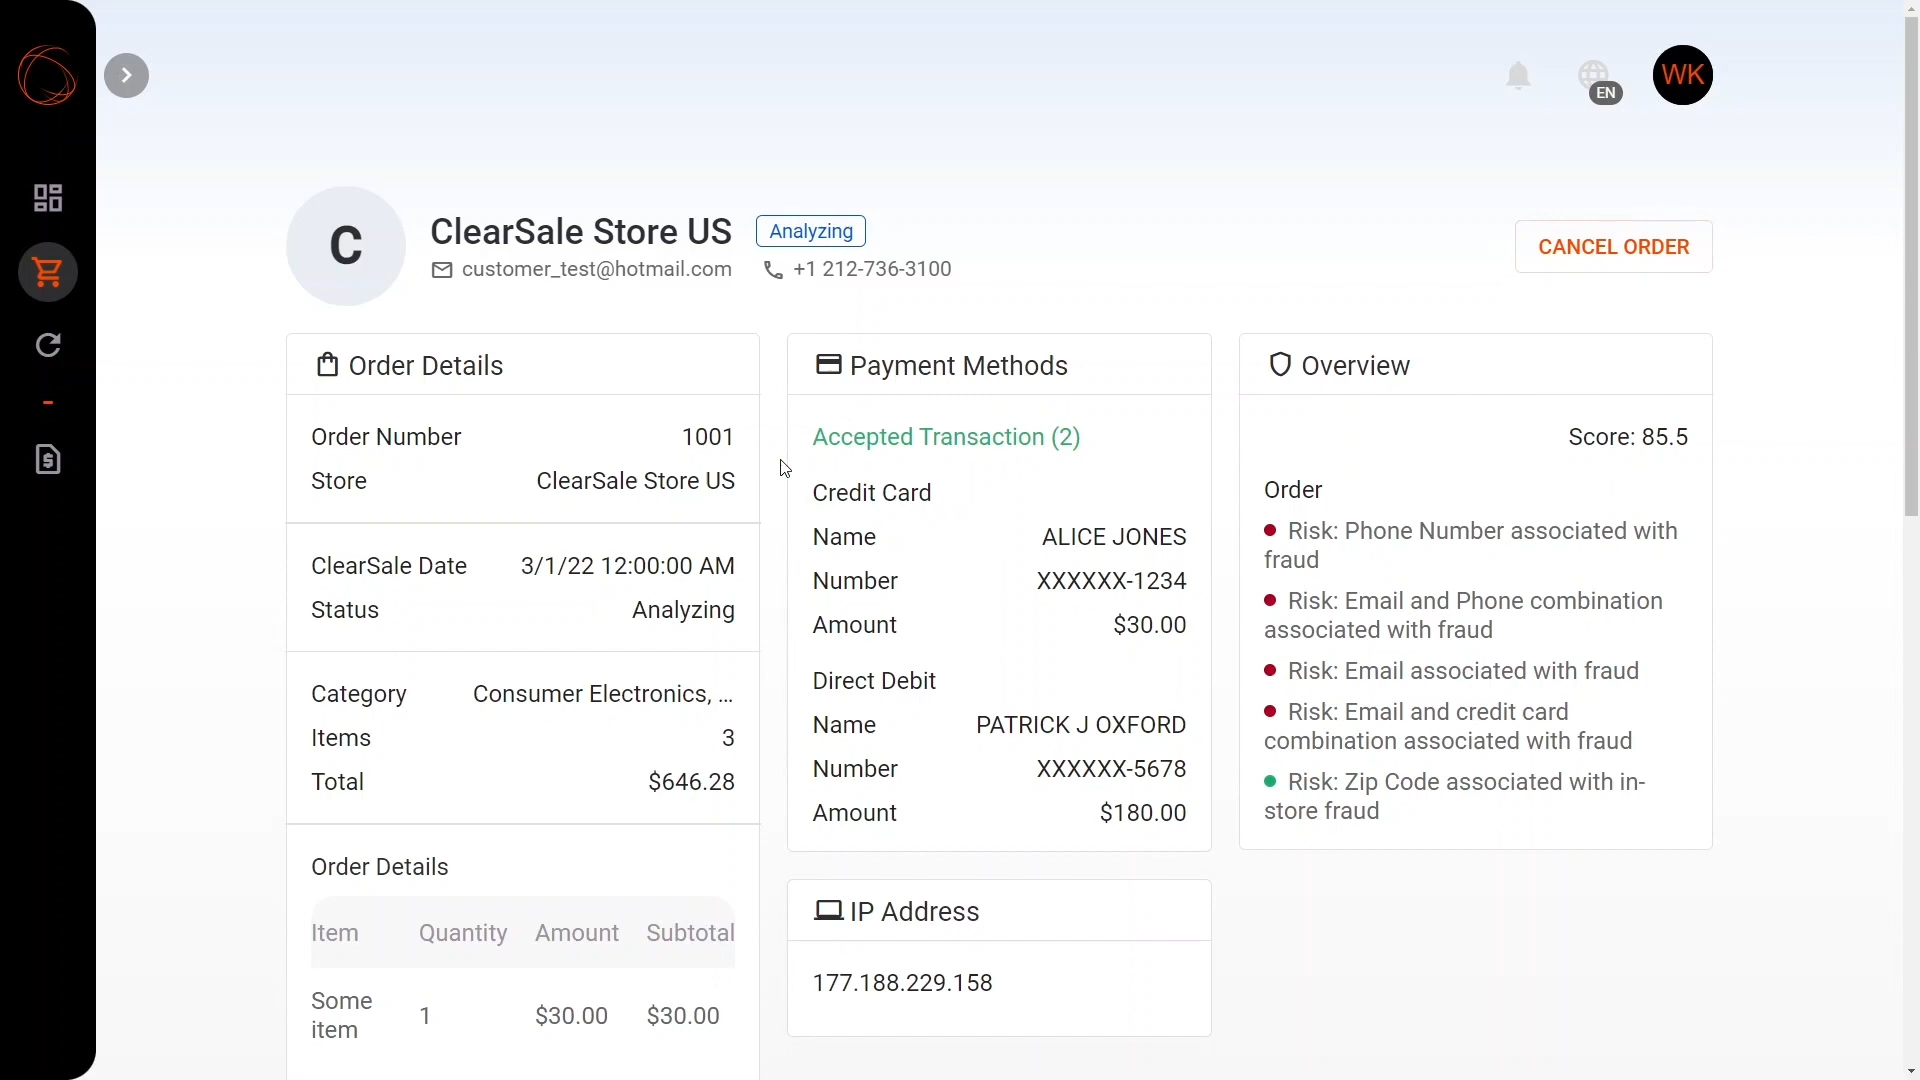 EN
WK
C
ClearSale Store US
Analyzing
customer_test@hotmail.com
+1 212-736-3100
CANCEL ORDER
Order Details
Order Number 1001
Store ClearSale Store US
ClearSale Date 3/1/22 12:00:00 AM
Status Analyzing
Category Consumer Electronics, ...
Items 3
Total $646.28
Order Details
Item Quantity Amount Subtotal
Some
item 1 $30.00 $30.00
Payment Methods
Accepted Transaction (2)
Credit Card
Name ALICE JONES
Number XXXXXX-1234
Amount $30.00
Direct Debit
Name PATRICK J OXFORD
Number XXXXXX-5678
Amount $180.00
IP Address
177.188.229.158
Overview
Score: 85.5
Order
Risk: Phone Number associated with
fraud
Risk: Email and Phone combination
associated with fraud
Risk: Email associated with fraud
Risk: Email and credit card
combination associated with fraud
Risk: Zip Code associated with in-
store fraud